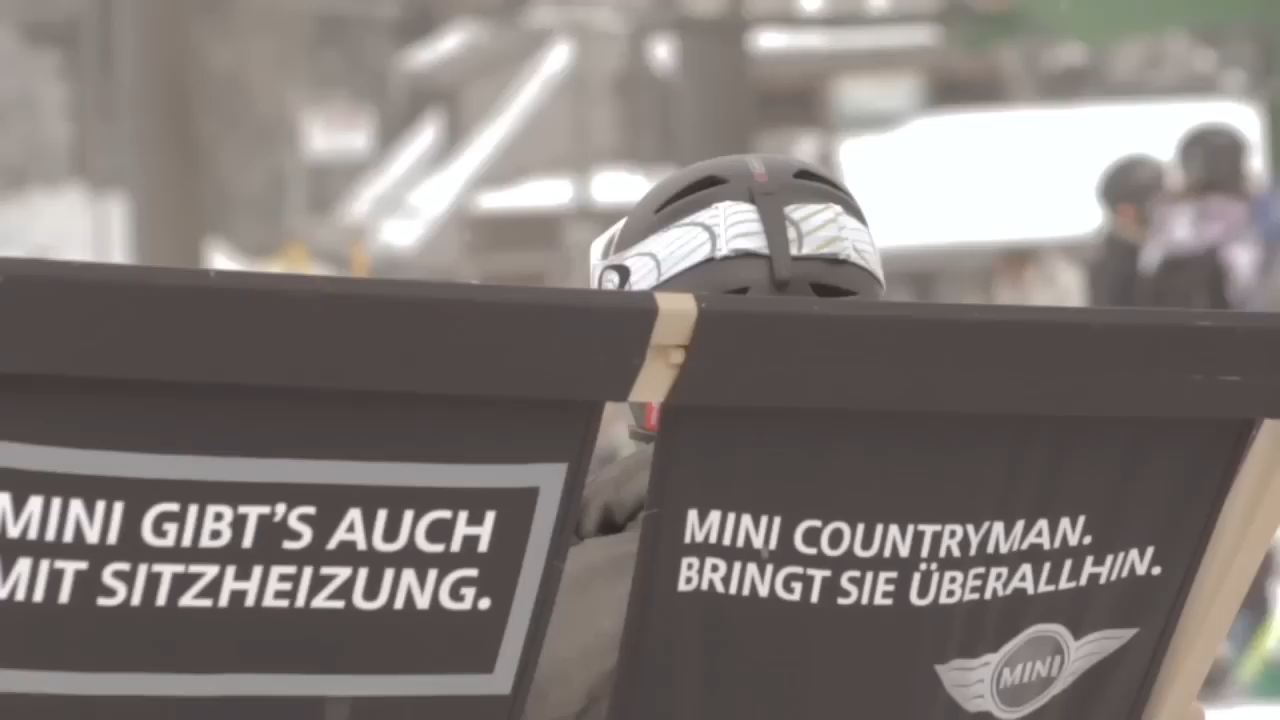 MINI GIBT'S AUCH
MIT SITZHEIZUNG.
MINI COUNTRYMAN.
BRINGT SIE ÜBERALLHIN.
MINI